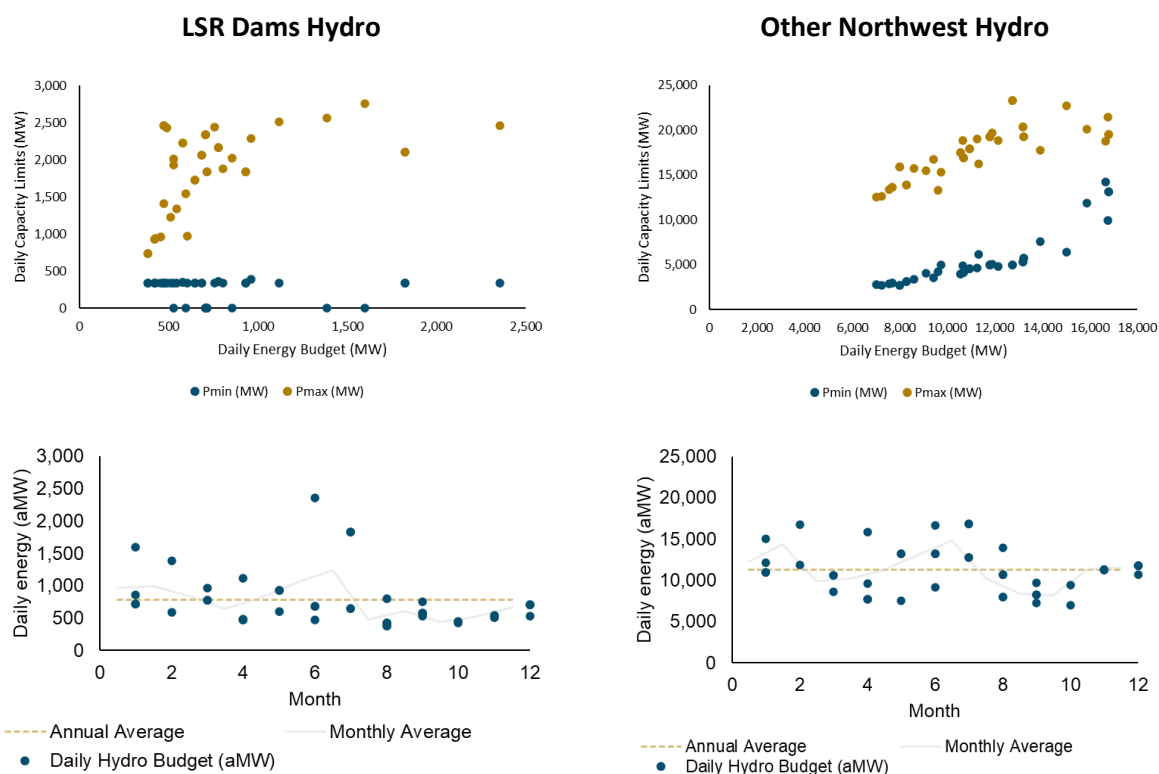 LSR Dams Hydro
Other Northwest Hydro
Daily Capacity Limits (MW)
3,000
2,500
2,000
1,500
1,000
500
0
0
500
1,000
1,500
2,000
2,500
Daily Energy Budget (MW)
Pmin (MW)
Pmax (MW)
Daily Capacity Limits (MW)
25,000
20,000
15,000
10,000
5,000
0
0
2,000
4,000
6,000
8,000
10,000
12,000
14,000
16,000
18,000
Daily Energy Budget (MW)
Pmin (MW)
Pmax (MW)
Daily energy (aMW)
3,000
2,500
2,000
1,500
1,000
500
0
0
2
4
6
8
10
12
Month
Annual Average
Monthly Average
Daily Hydro Budget (aMW)
Daily energy (aMW)
25,000
20,000
15,000
10,000
5,000
0
0
2
4
6
8
10
12
Month
Annual Average
Monthly Average
Daily Hydro Budget (aMW)